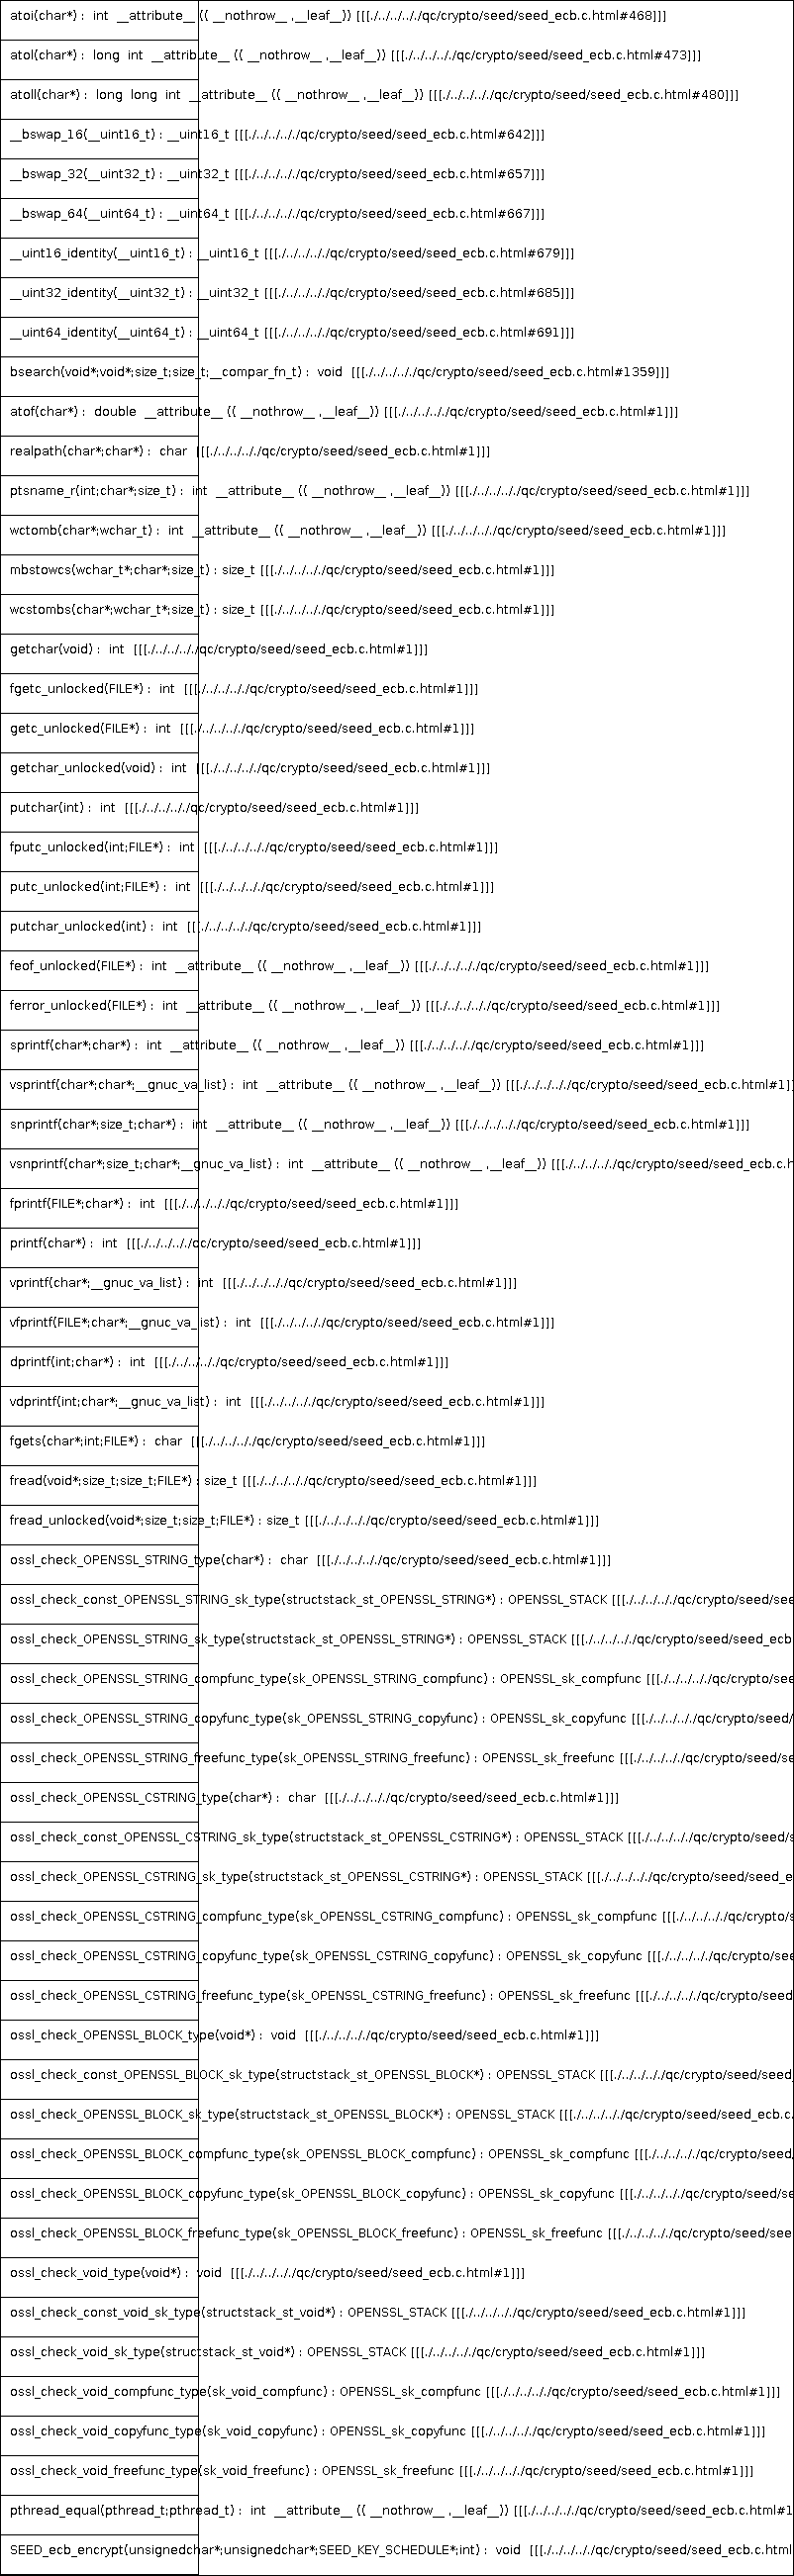 atoi(char*) : int __attribute__ (( __nothrow__ ,__leaf__)) [[[./../../../../qc/crypto/seed/seed_ecb.c.html#468]]]
atol(char*) : long int __attribute__ (( __nothrow__ ,__leaf__)) [[[./../../../../qc/crypto/seed/seed_ecb.c.html#473]]]
atoll(char*) : long long int __attribute__ (( __nothrow__ ,__leaf__)) [[[./../../../../qc/crypto/seed/seed_ecb.c.html#480]]]
__bswap_16(__uint16_t) : __uint16_t [[[./../../../../qc/crypto/seed/seed_ecb.c.html#642]]]
__bswap_32(__uint32_t) : __uint32_t [[[./../../../../qc/crypto/seed/seed_ecb.c.html#657]]]
__bswap_64(__uint64_t) : __uint64_t [[[./../../../../qc/crypto/seed/seed_ecb.c.html#667]]]
__uint16_identity(__uint16_t) : __uint16_t [[[./../../../../qc/crypto/seed/seed_ecb.c.html#679]]]
__uint32_identity(__uint32_t) : __uint32_t [[[./../../../../qc/crypto/seed/seed_ecb.c.html#685]]]
__uint64_identity(__uint64_t) : __uint64_t [[[./../../../../qc/crypto/seed/seed_ecb.c.html#691]]]
bsearch(void*;void*;size_t;size_t;__compar_fn_t) : void [[[./../../../../qc/crypto/seed/seed_ecb.c.html#1359]]]
atof(char*) : double __attribute__ (( __nothrow__ ,__leaf__)) [[[./../../../../qc/crypto/seed/seed_ecb.c.html#1]]]
realpath(char*;char*) : char [[[./../../../../qc/crypto/seed/seed_ecb.c.html#1]]]
ptsname_r(int;char*;size_t) : int __attribute__ (( __nothrow__ ,__leaf__)) [[[./../../../../qc/crypto/seed/seed_ecb.c.html#1]]]
wctomb(char*;wchar_t) : int __attribute__ (( __nothrow__ ,__leaf__)) [[[./../../../../qc/crypto/seed/seed_ecb.c.html#1]]]
mbstowcs(wchar_t*;char*;size_t) : size_t [[[./../../../../qc/crypto/seed/seed_ecb.c.html#1]]]
wcstombs(char*;wchar_t*;size_t) : size_t [[[./../../../../qc/crypto/seed/seed_ecb.c.html#1]]]
getchar(void) : int [[[./../../../../qc/crypto/seed/seed_ecb.c.html#1]]]
fgetc_unlocked(FILE*) : int [[[./../../../../qc/crypto/seed/seed_ecb.c.html#1]]]
getc_unlocked(FILE*) : int [[[./../../../../qc/crypto/seed/seed_ecb.c.html#1]]]
getchar_unlocked(void) : int [[[./../../../../qc/crypto/seed/seed_ecb.c.html#1]]]
putchar(int) : int [[[./../../../../qc/crypto/seed/seed_ecb.c.html#1]]]
fputc_unlocked(int;FILE*) : int [[[./../../../../qc/crypto/seed/seed_ecb.c.html#1]]]
putc_unlocked(int;FILE*) : int [[[./../../../../qc/crypto/seed/seed_ecb.c.html#1]]]
putchar_unlocked(int) : int [[[./../../../../qc/crypto/seed/seed_ecb.c.html#1]]]
feof_unlocked(FILE*) : int __attribute__ (( __nothrow__ ,__leaf__)) [[[./../../../../qc/crypto/seed/seed_ecb.c.html#1]]]
ferror_unlocked(FILE*) : int __attribute__ (( __nothrow__ ,__leaf__)) [[[./../../../../qc/crypto/seed/seed_ecb.c.html#1]]]
sprintf(char*;char*) : int __attribute__ (( __nothrow__ ,__leaf__)) [[[./../../../../qc/crypto/seed/seed_ecb.c.html#1]]]
vsprintf(char*;char*;__gnuc_va_list) : int __attribute__ (( __nothrow__ ,__leaf__)) [[[./../../../../qc/crypto/seed/seed_ecb.c.html#1]]
snprintf(char*;size_t;char*) : int __attribute__ (( __nothrow__ ,__leaf__)) [[[./../../../../qc/crypto/seed/seed_ecb.c.html#1]]]
vsnprintf(char*;size_t;char*;__gnuc_va_list) : int __attribute__ (( __nothrow__ ,__leaf__)) [[[./../../../../qc/crypto/seed/seed_ecb.c.h
fprintf(FILE*;char*) : int [[[./../../../../qc/crypto/seed/seed_ecb.c.html#1]]]
printf(char*) : int [[[./../../../../qc/crypto/seed/seed_ecb.c.html#1]]]
vprintf(char*;__gnuc_va_list) : int [[[./../../../../qc/crypto/seed/seed_ecb.c.html#1]]]
vfprintf(FILE*;char*;__gnuc_va_list) : int [[[./../../../../qc/crypto/seed/seed_ecb.c.html#1]]]
dprintf(int;char*) : int [[[./../../../../qc/crypto/seed/seed_ecb.c.html#1]]]
vdprintf(int;char*;__gnuc_va_list) : int [[[./../../../../qc/crypto/seed/seed_ecb.c.html#1]]]
fgets(char*;int;FILE*) : char [[[./../../../../qc/crypto/seed/seed_ecb.c.html#1]]]
fread(void*;size_t;size_t;FILE*) : size_t [[[./../../../../qc/crypto/seed/seed_ecb.c.html#1]]]
fread_unlocked(void*;size_t;size_t;FILE*) : size_t [[[./../../../../qc/crypto/seed/seed_ecb.c.html#1]]]
ossl_check_OPENSSL_STRING_type(char*) : char [[[./../../../../qc/crypto/seed/seed_ecb.c.html#1]]]
ossl_check_const_OPENSSL_STRING_sk_type(structstack_st_OPENSSL_STRING*) : OPENSSL_STACK [[[./../../../../qc/crypto/seed/see
ossl_check_OPENSSL_STRING_sk_type(structstack_st_OPENSSL_STRING*) : OPENSSL_STACK [[[./../../../../qc/crypto/seed/seed_ecb.
ossl_check_OPENSSL_STRING_compfunc_type(sk_OPENSSL_STRING_compfunc) : OPENSSL_sk_compfunc [[[./../../../../qc/crypto/see
ossl_check_OPENSSL_STRING_copyfunc_type(sk_OPENSSL_STRING_copyfunc) : OPENSSL_sk_copyfunc [[[./../../../../qc/crypto/seed/
ossl_check_OPENSSL_STRING_freefunc_type(sk_OPENSSL_STRING_freefunc) : OPENSSL_sk_freefunc [[[./../../../../qc/crypto/seed/se
ossl_check_OPENSSL_CSTRING_type(char*) : char [[[./../../../../qc/crypto/seed/seed_ecb.c.html#1]]]
ossl_check_const_OPENSSL_CSTRING_sk_type(structstack_st_OPENSSL_CSTRING*) : OPENSSL_STACK [[[./../../../../qc/crypto/seed/s
ossl_check_OPENSSL_CSTRING_sk_type(structstack_st_OPENSSL_CSTRING*) : OPENSSL_STACK [[[./../../../../qc/crypto/seed/seed_e
ossl_check_OPENSSL_CSTRING_compfunc_type(sk_OPENSSL_CSTRING_compfunc) : OPENSSL_sk_compfunc [[[./../../../../qc/crypto/s
ossl_check_OPENSSL_CSTRING_copyfunc_type(sk_OPENSSL_CSTRING_copyfunc) : OPENSSL_sk_copyfunc [[[./../../../../qc/crypto/see
ossl_check_OPENSSL_CSTRING_freefunc_type(sk_OPENSSL_CSTRING_freefunc) : OPENSSL_sk_freefunc [[[./../../../../qc/crypto/seed
ossl_check_OPENSSL_BLOCK_type(void*) : void [[[./../../../../qc/crypto/seed/seed_ecb.c.html#1]]]
ossl_check_const_OPENSSL_BLOCK_sk_type(structstack_st_OPENSSL_BLOCK*) : OPENSSL_STACK [[[./../../../../qc/crypto/seed/seed_
ossl_check_OPENSSL_BLOCK_sk_type(structstack_st_OPENSSL_BLOCK*) : OPENSSL_STACK [[[./../../../../qc/crypto/seed/seed_ecb.c.
ossl_check_OPENSSL_BLOCK_compfunc_type(sk_OPENSSL_BLOCK_compfunc) : OPENSSL_sk_compfunc [[[./../../../../qc/crypto/seed/
ossl_check_OPENSSL_BLOCK_copyfunc_type(sk_OPENSSL_BLOCK_copyfunc) : OPENSSL_sk_copyfunc [[[./../../../../qc/crypto/seed/se
ossl_check_OPENSSL_BLOCK_freefunc_type(sk_OPENSSL_BLOCK_freefunc) : OPENSSL_sk_freefunc [[[./../../../../qc/crypto/seed/see
ossl_check_void_type(void*) : void [[[./../../../../qc/crypto/seed/seed_ecb.c.html#1]]]
ossl_check_const_void_sk_type(structstack_st_void*) : OPENSSL_STACK [[[./../../../../qc/crypto/seed/seed_ecb.c.html#1]]]
ossl_check_void_sk_type(structstack_st_void*) : OPENSSL_STACK [[[./../../../../qc/crypto/seed/seed_ecb.c.html#1]]]
ossl_check_void_compfunc_type(sk_void_compfunc) : OPENSSL_sk_compfunc [[[./../../../../qc/crypto/seed/seed_ecb.c.html#1]]]
ossl_check_void_copyfunc_type(sk_void_copyfunc) : OPENSSL_sk_copyfunc [[[./../../../../qc/crypto/seed/seed_ecb.c.html#1]]]
ossl_check_void_freefunc_type(sk_void_freefunc) : OPENSSL_sk_freefunc [[[./../../../../qc/crypto/seed/seed_ecb.c.html#1]]]
pthread_equal(pthread_t;pthread_t) : int __attribute__ (( __nothrow__ ,__leaf__)) [[[./../../../../qc/crypto/seed/seed_ecb.c.html#1
SEED_ecb_encrypt(unsignedchar*;unsignedchar*;SEED_KEY_SCHEDULE*;int) : void [[[./../../../../qc/crypto/seed/seed_ecb.c.html